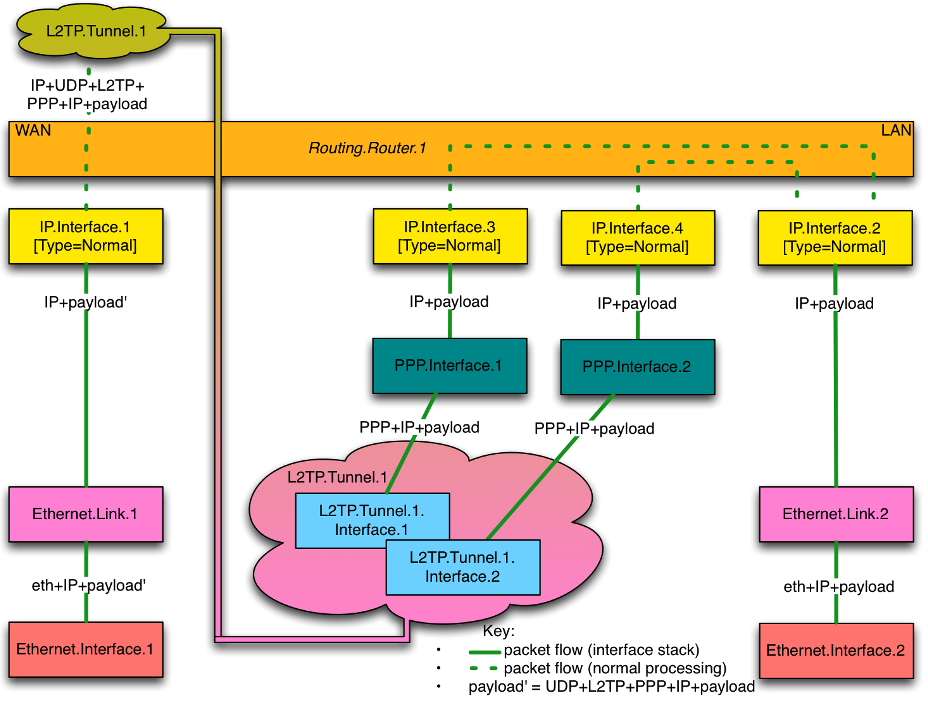 L2TP.Tunnel.1
IP+UDP+L2TP+
PPP+IP+payload
WAN
LAN
Routing.Router.1
IP.Interface.1
[Type=Normal]
IP.Interface.3
[Type=Normal]
IP.Interface.4
[Type=Normal]
IP.Interface.2
[Type=Normal]
IP+payload'
IP+payload
IP+payload
IP+payload
PPP.Interface.1
PPP.Interface.2
PPP+IP+payload
PPP+IP+payload
L2TP.Tunnel.1
L2TP.Tunnel.1.
Interface.1
L2TP.Tunnel.1.
Interface.2
Ethernet.Link.1
Ethernet.Link.2
eth+IP+payload'
eth+IP+payload
Ethernet.Interface.1
Ethernet.Interface.2
Key:
• packet flow (interface stack)
• packet flow (normal processing)
• payload' = UDP+L2TP+PPP+IP+payload